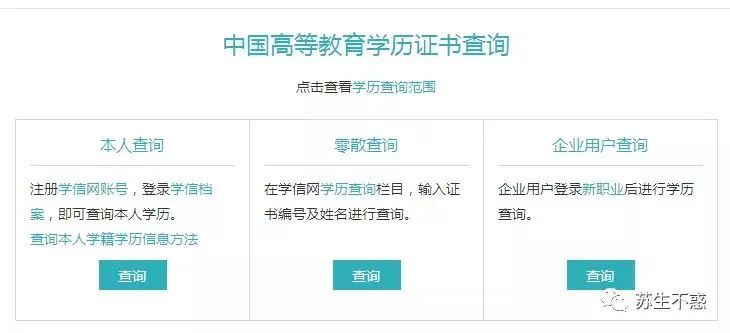 中国高等教育学历证书查询
点击查看学历查询范围
本人查询
注册学信网账号，登录学信档
案，即可查询本人学历。
查询本人学籍学历信息方法
查询
零散查询
在学信网学历查询栏目，输入证
书编号及姓名进行查询。
查询
企业用户查询
企业用户登录新职业后进行学历
查询。
查询
苏生不惑